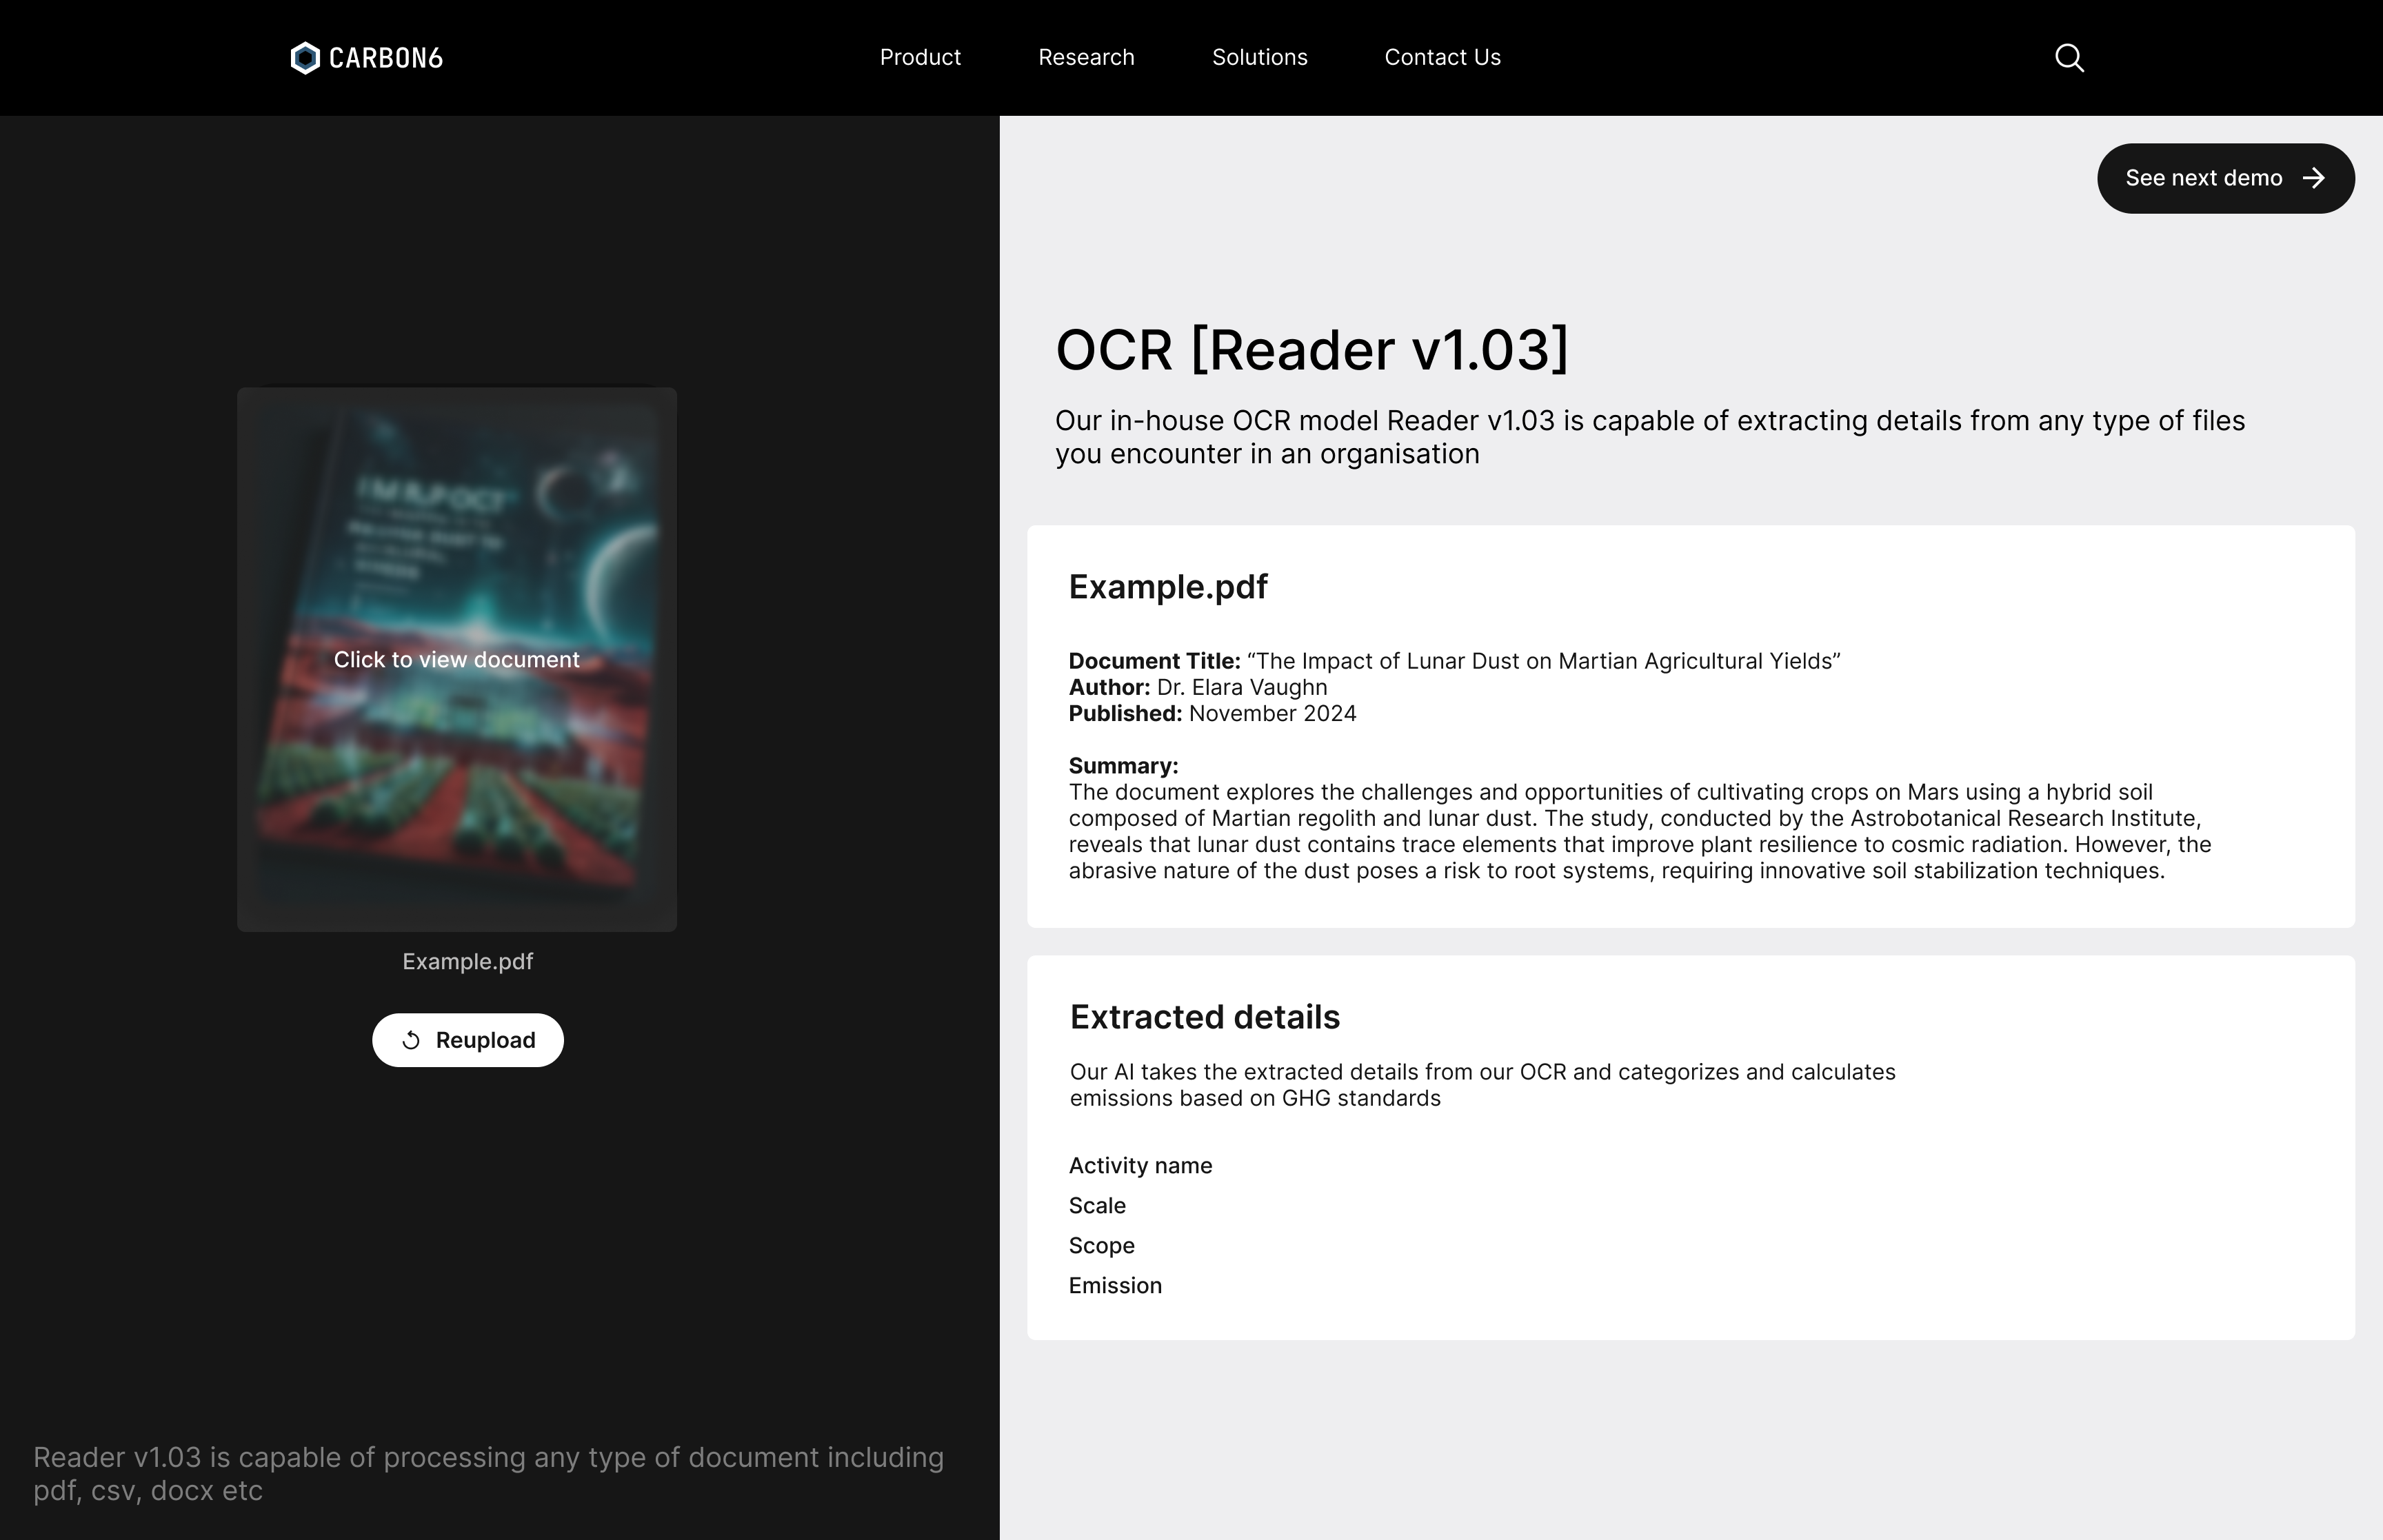 CARBON6
Product
Research
Solutions
Contact Us
See next demo
OCR [Reader v1.03]
Our in-house OCR model Reader v1.03 is capable of extracting details from any type of files
you encounter in an organisation
Click to view document
Example.pdf
Reupload
Reader v1.03 is capable of processing any type of document including
pdf, csv, docx etc
Example.pdf
Document Title: “The Impact of Lunar Dust on Martian Agricultural Yields”
Author: Dr. Elara Vaughn
Published: November 2024
Summary:
The document explores the challenges and opportunities of cultivating crops on Mars using a hybrid soil
composed of Martian regolith and lunar dust. The study, conducted by the Astrobotanical Research Institute,
reveals that lunar dust contains trace elements that improve plant resilience to cosmic radiation. However, the
abrasive nature of the dust poses a risk to root systems, requiring innovative soil stabilization techniques.
Extracted details
Our AI takes the extracted details from our OCR and categorizes and calculates
emissions based on GHG standards
Activity name
Scale
Scope
Emission